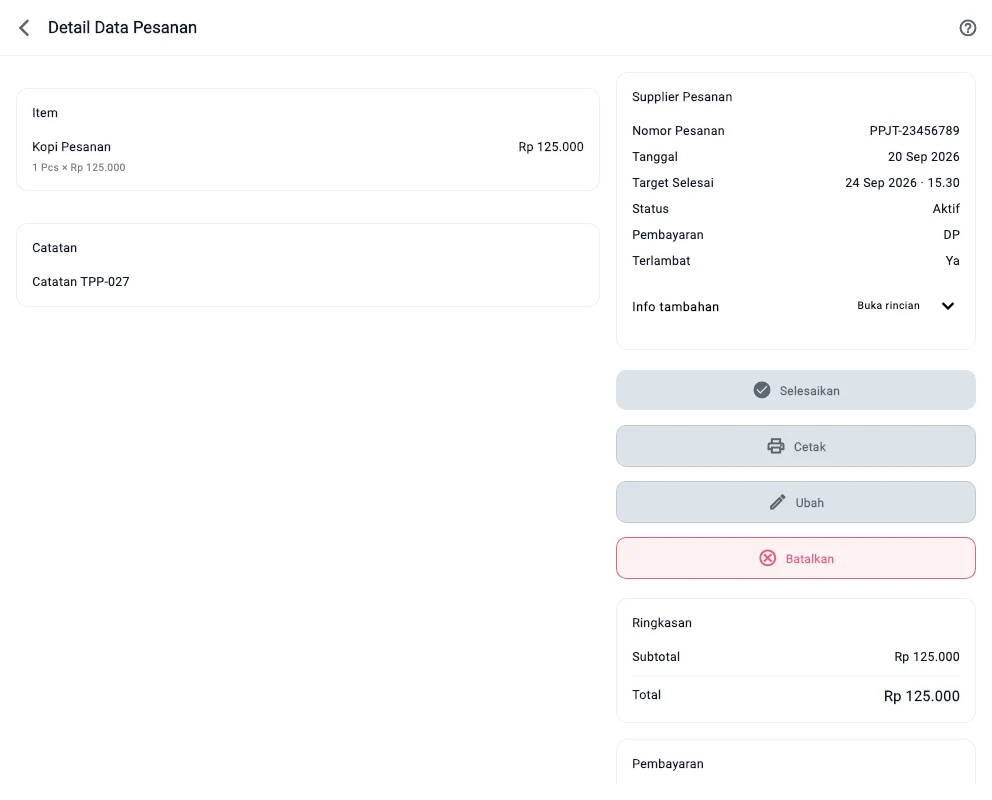 Detail Data Pesanan
Item
Kopi Pesanan Rp 125.000
1 Pcs × Rp 125.000
Catatan
Catatan TPP-027
Supplier Pesanan
Nomor Pesanan PPJT-23456789
Tanggal 20 Sep 2026
Target Selesai 24 Sep 2026 · 15.30
Status Aktif
Pembayaran DP
Terlambat Ya
Info tambahan Buka rincian
Selesaikan
Cetak
Ubah
Batalkan
Ringkasan
Subtotal Rp 125.000
Total Rp 125.000
Pembayaran